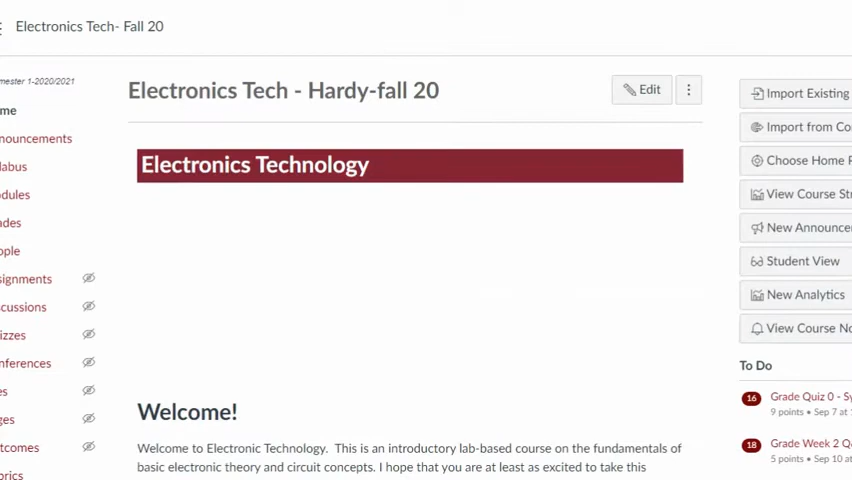 Electronics Tech- Fall 20
mester 1-2020/2021
Electronics Tech - Hardy-fall 20
Edit
Import Existing
me
Electronics Technology
Import from Co
nouncements
labus
Choose Home P
dules
View Course Str
ades
New Announce
ople
Student View
signments
New Analytics
scussions
View Course No
izzes
nferences
To Do
es
16
Grade Quiz 0 - Sy
9 points • Sep 7 at 1
ges
Welcome!
tcomes
18
Grade Week 2 Q
5 points • Sep 10 at
Welcome to Electronic Technology. This is an introductory lab-based course on the fundamentals of
basic electronic theory and circuit concepts. I hope that you are at least as excited to take this
brics